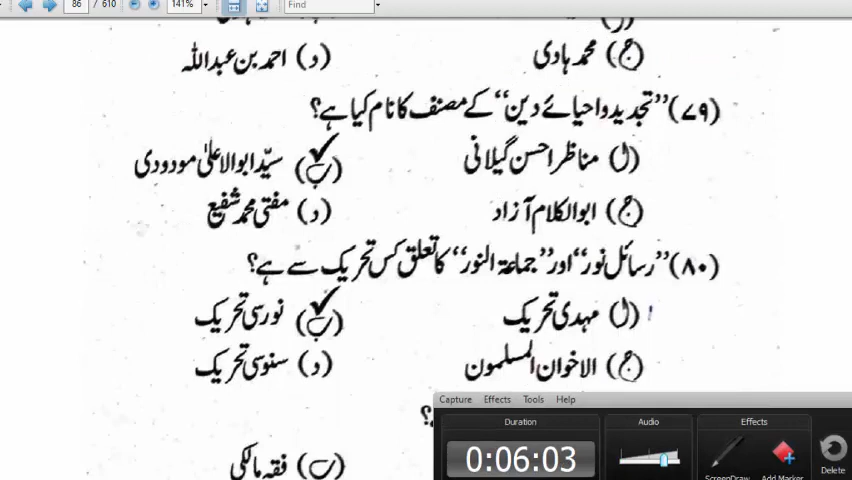 86 / 610 141% Find
(ج) محمد ہادی (د) احمد بن عبداللہ
(۷۹) ”تجدید و احیائے دین“ کے مصنف کا نام کیا ہے؟
(ل) مناظر احسن گیلانی (ب) سیّد ابوالاعلیٰ مودودی
(ج) ابوالکلام آزاد (د) مفتی محمد شفیع
(۸۰) ”رسائل نور“ اور ”جماعۃ النور“ کا تعلق کس تحریک سے ہے؟
(ل) مہدی تحریک (ب) نورسی تحریک
(ج) الاخوان المسلمون (د) سنوسی تحریک
؟
(ب) فقہ مالکی
Capture Effects Tools Help
Duration Audio Effects
0:06:03
ScreenDraw Add Marker Delete